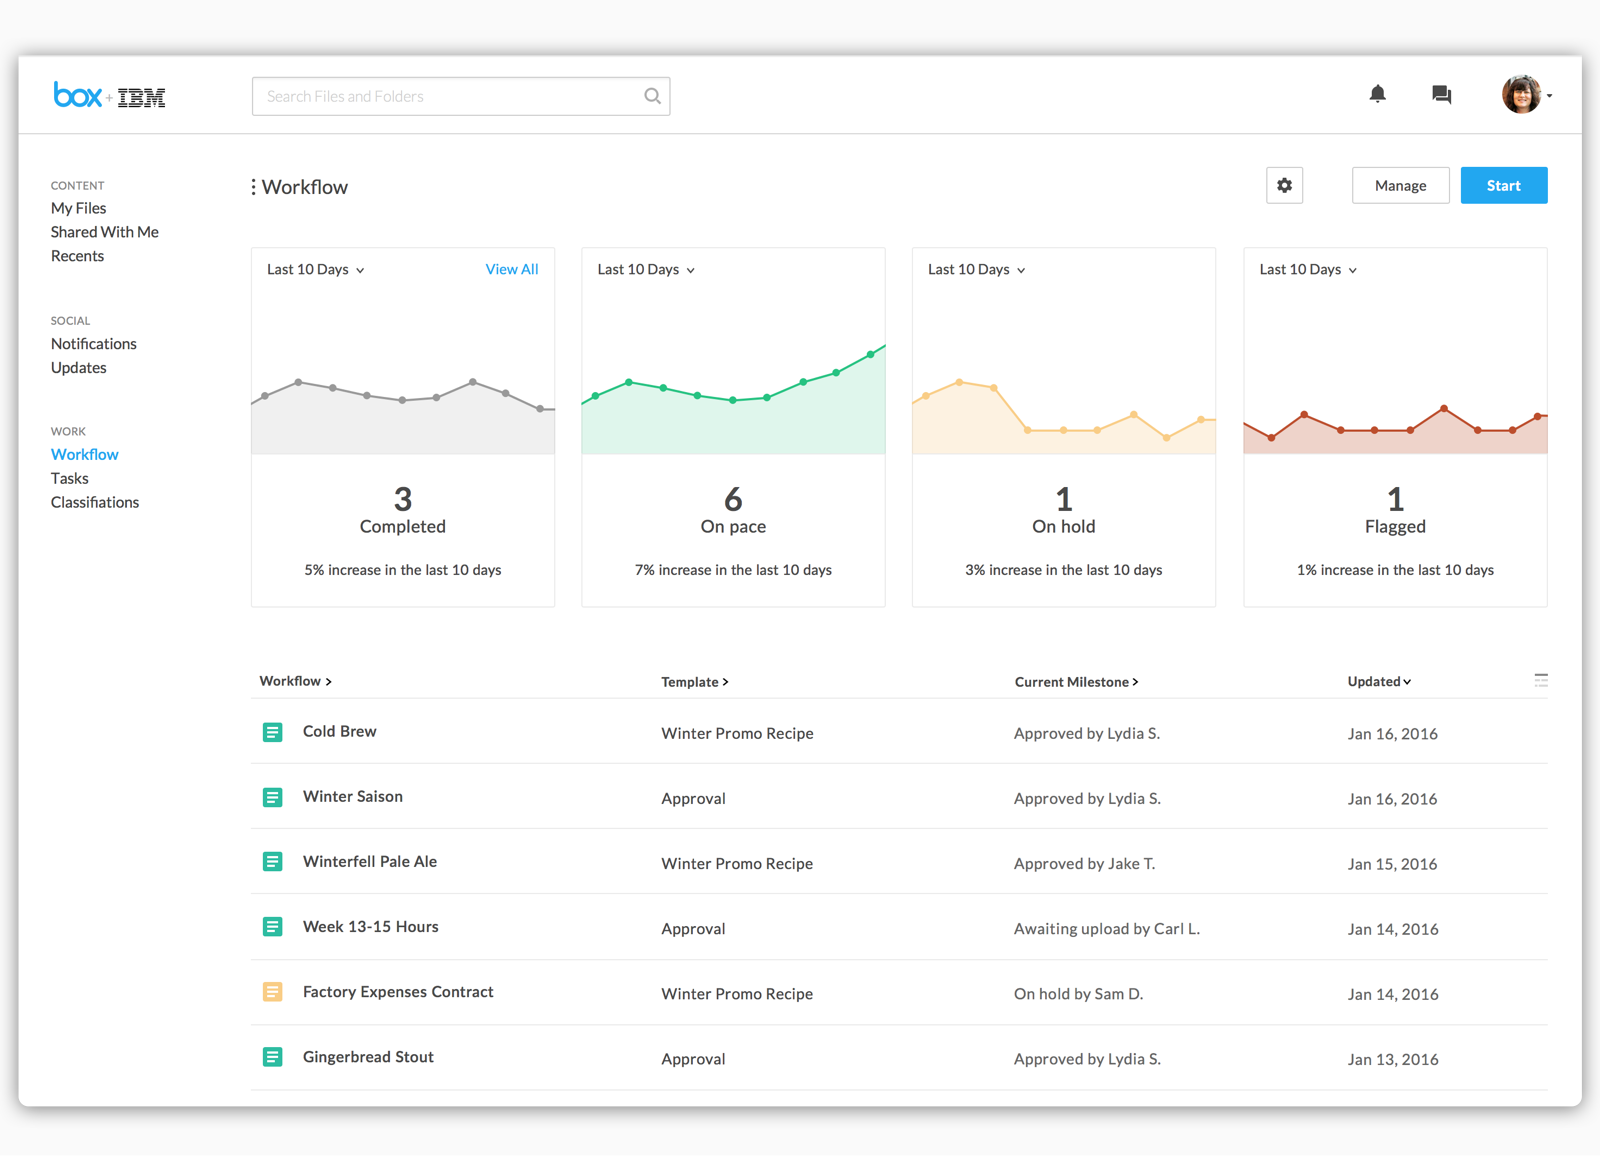 box + IBM
Search Files and Folders
CONTENT
My Files
Shared With Me
Recents
SOCIAL
Notifications
Updates
WORK
Workflow
Tasks
Classifiations
Workflow
Manage
Start
Last 10 Days
View All
3
Completed
5% increase in the last 10 days
Last 10 Days
6
On pace
7% increase in the last 10 days
Last 10 Days
1
On hold
3% increase in the last 10 days
Last 10 Days
1
Flagged
1% increase in the last 10 days
Workflow > Template > Current Milestone > Updated
Cold Brew Winter Promo Recipe Approved by Lydia S. Jan 16, 2016
Winter Saison Approval Approved by Lydia S. Jan 16, 2016
Winterfell Pale Ale Winter Promo Recipe Approved by Jake T. Jan 15, 2016
Week 13-15 Hours Approval Awaiting upload by Carl L. Jan 14, 2016
Factory Expenses Contract Winter Promo Recipe On hold by Sam D. Jan 14, 2016
Gingerbread Stout Approval Approved by Lydia S. Jan 13, 2016